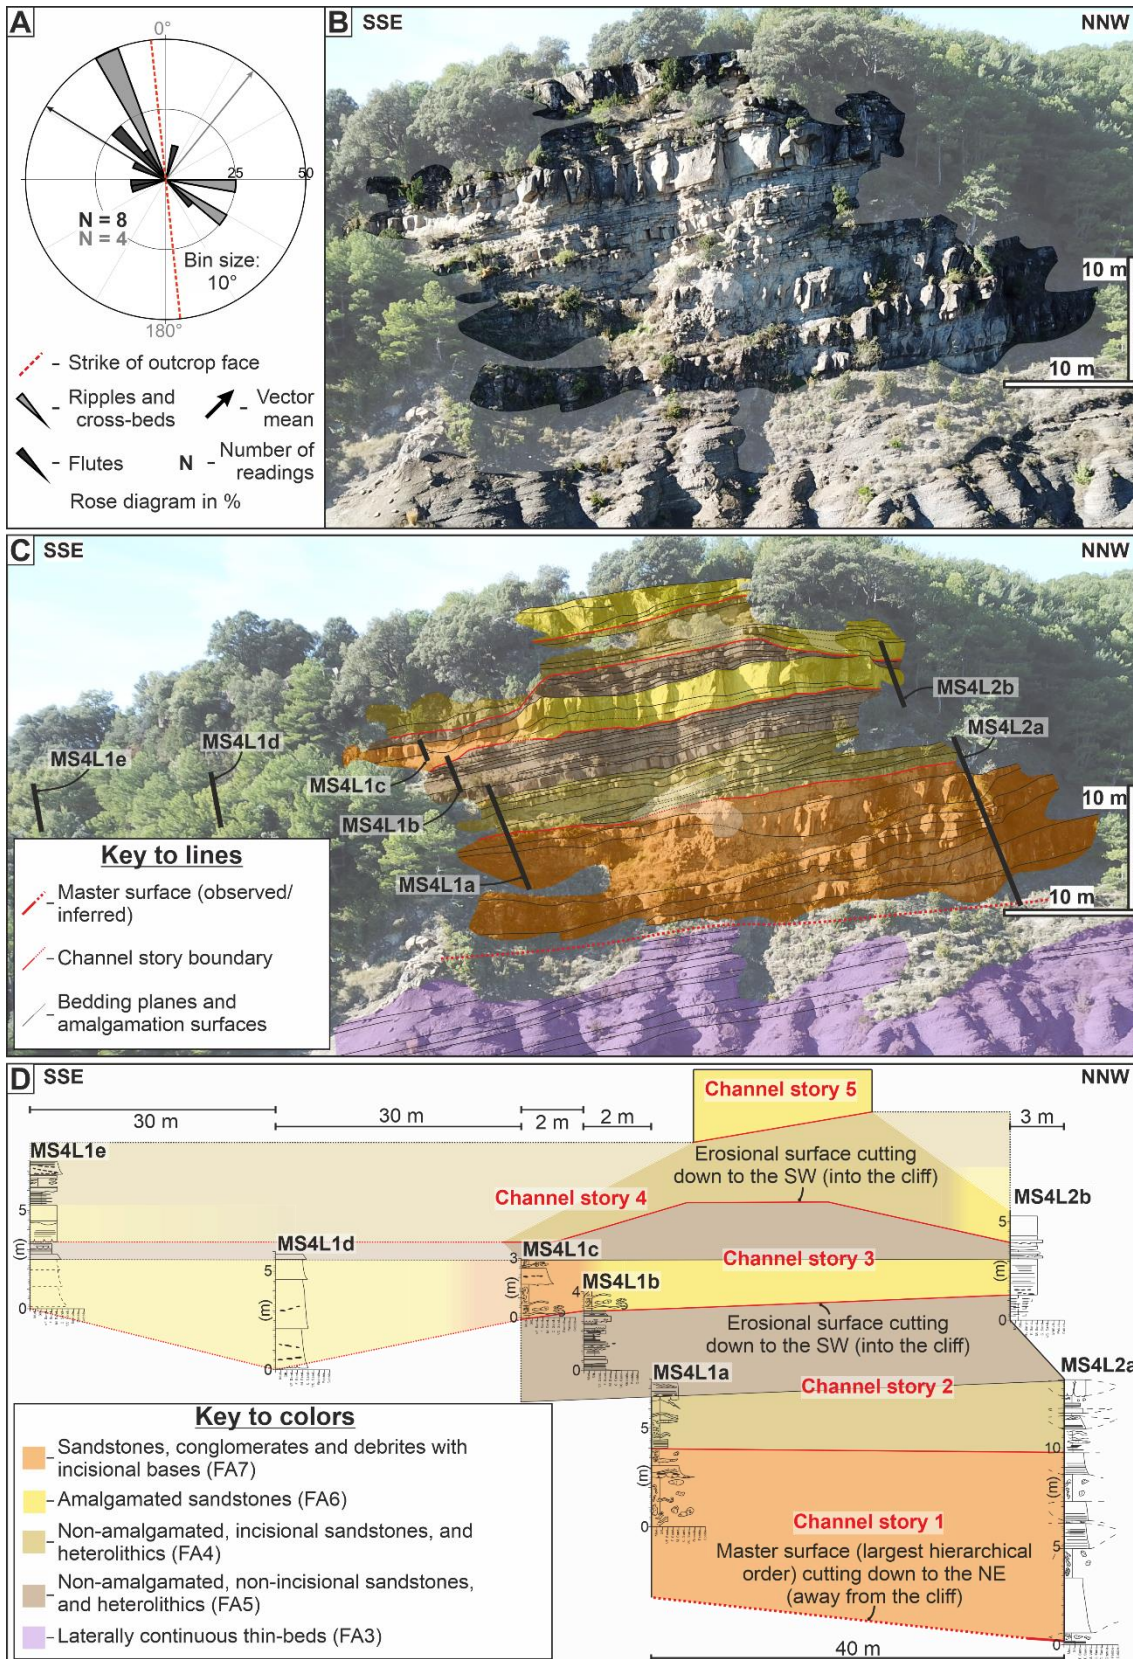 A
0°
25
50
N = 8
N = 4
Bin size:
10°
180°
Strike of outcrop face
Ripples and
cross-beds
Vector
mean
Flutes
N
Number of
readings
Rose diagram in %
B
SSE
NNW
10 m
10 m
C
SSE
NNW
MS4L1e
MS4L1d
MS4L1c
MS4L1b
MS4L1a
MS4L2b
MS4L2a
10 m
10 m
Key to lines
Master surface (observed/
inferred)
Channel story boundary
Bedding planes and
amalgamation surfaces
D
SSE
NNW
30 m
30 m
2 m
2 m
3 m
Channel story 5
Erosional surface cutting
down to the SW (into the cliff)
MS4L1e
5
(m)
0
Channel story 4
MS4L2b
5
(m)
0
MS4L1d
5
(m)
0
MS4L1c
3
(m)
0
MS4L1b
4
(m)
0
Channel story 3
Erosional surface cutting
down to the SW (into the cliff)
MS4L1a
5
(m)
0
MS4L2a
10
(m)
5
0
Channel story 2
Channel story 1
Master surface (largest hierarchical
order) cutting down to the NE
(away from the cliff)
40 m
Key to colors
Sandstones, conglomerates and debrites with
incisional bases (FA7)
Amalgamated sandstones (FA6)
Non-amalgamated, incisional sandstones, and
heterolithics (FA4)
Non-amalgamated, non-incisional sandstones,
and heterolithics (FA5)
Laterally continuous thin-beds (FA3)